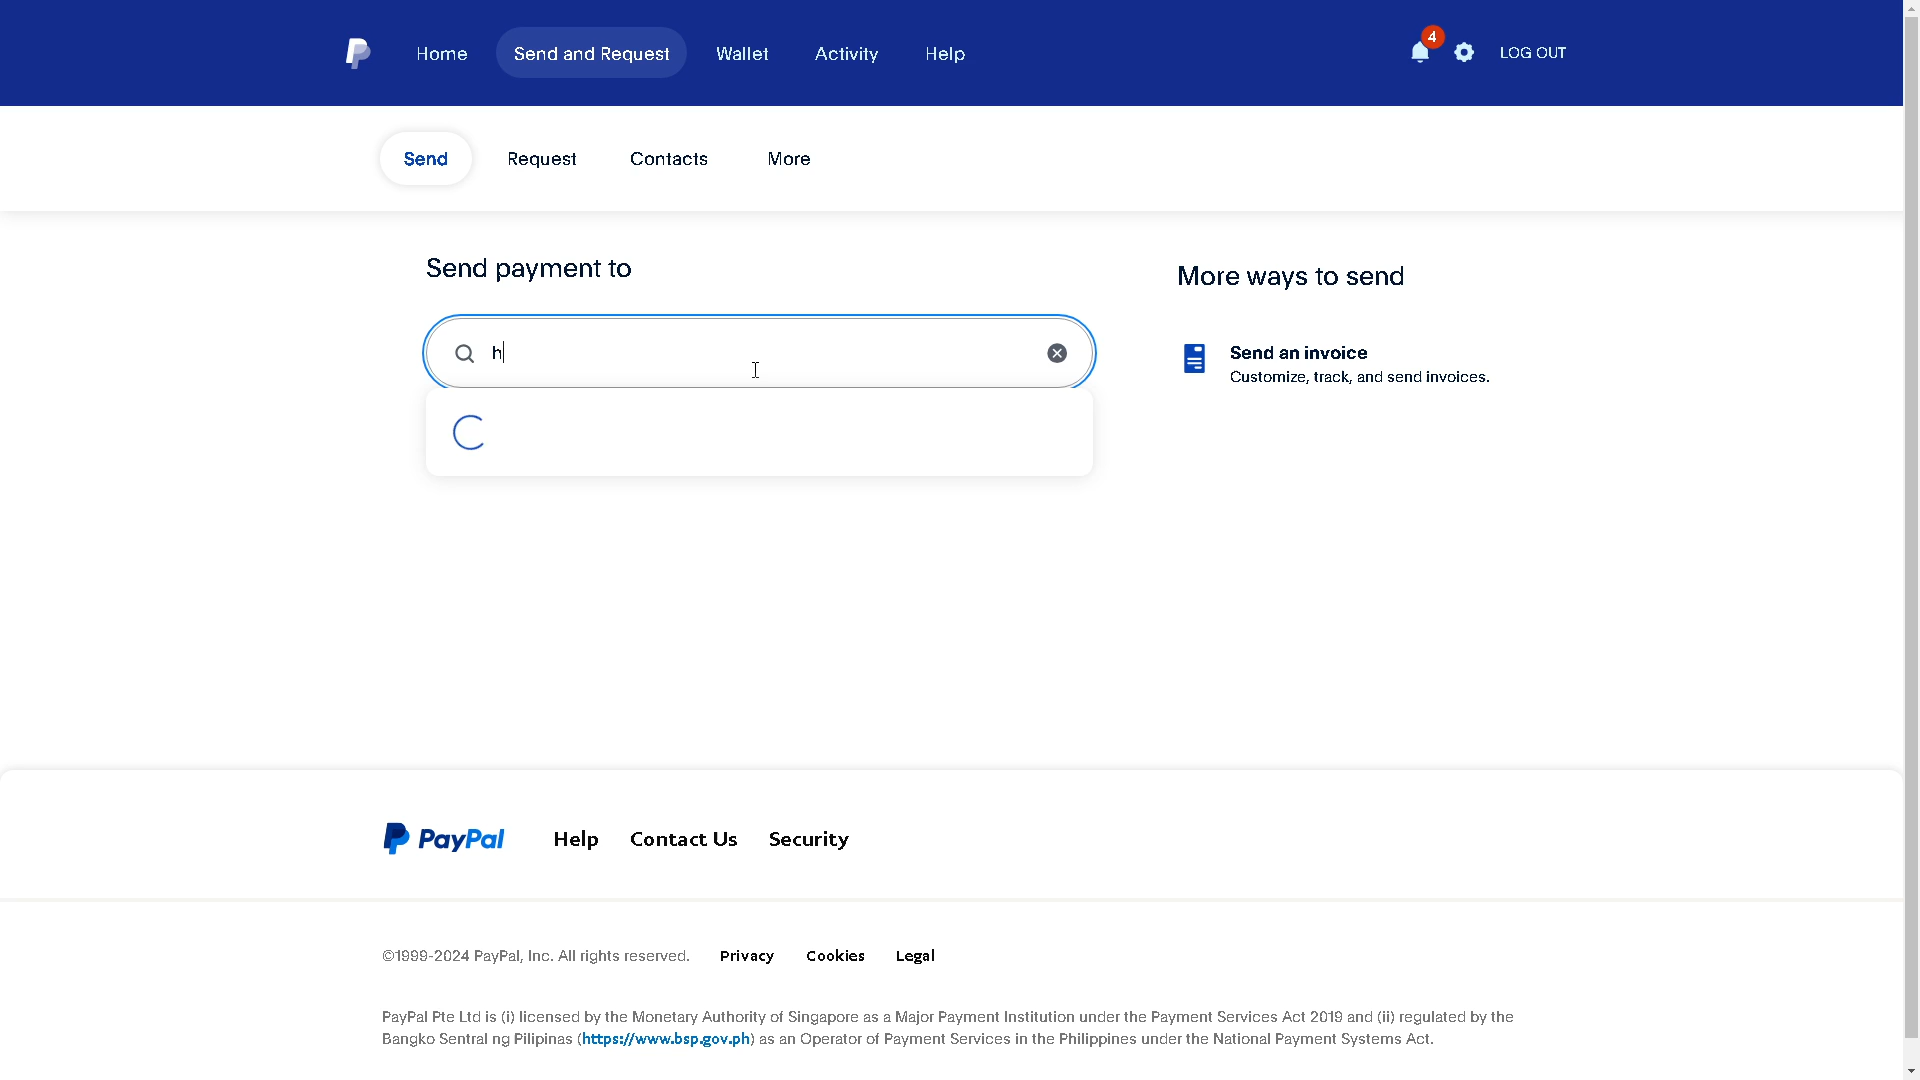 Home Send and Request Wallet Activity Help 4 LOG OUT
Send Request Contacts More
Send payment to
More ways to send
h
Send an invoice
Customize, track, and send invoices.
PayPal Help Contact Us Security
©1999-2024 PayPal, Inc. All rights reserved. Privacy Cookies Legal
PayPal Pte Ltd is (i) licensed by the Monetary Authority of Singapore as a Major Payment Institution under the Payment Services Act 2019 and (ii) regulated by the
Bangko Sentral ng Pilipinas (https://www.bsp.gov.ph) as an Operator of Payment Services in the Philippines under the National Payment Systems Act.